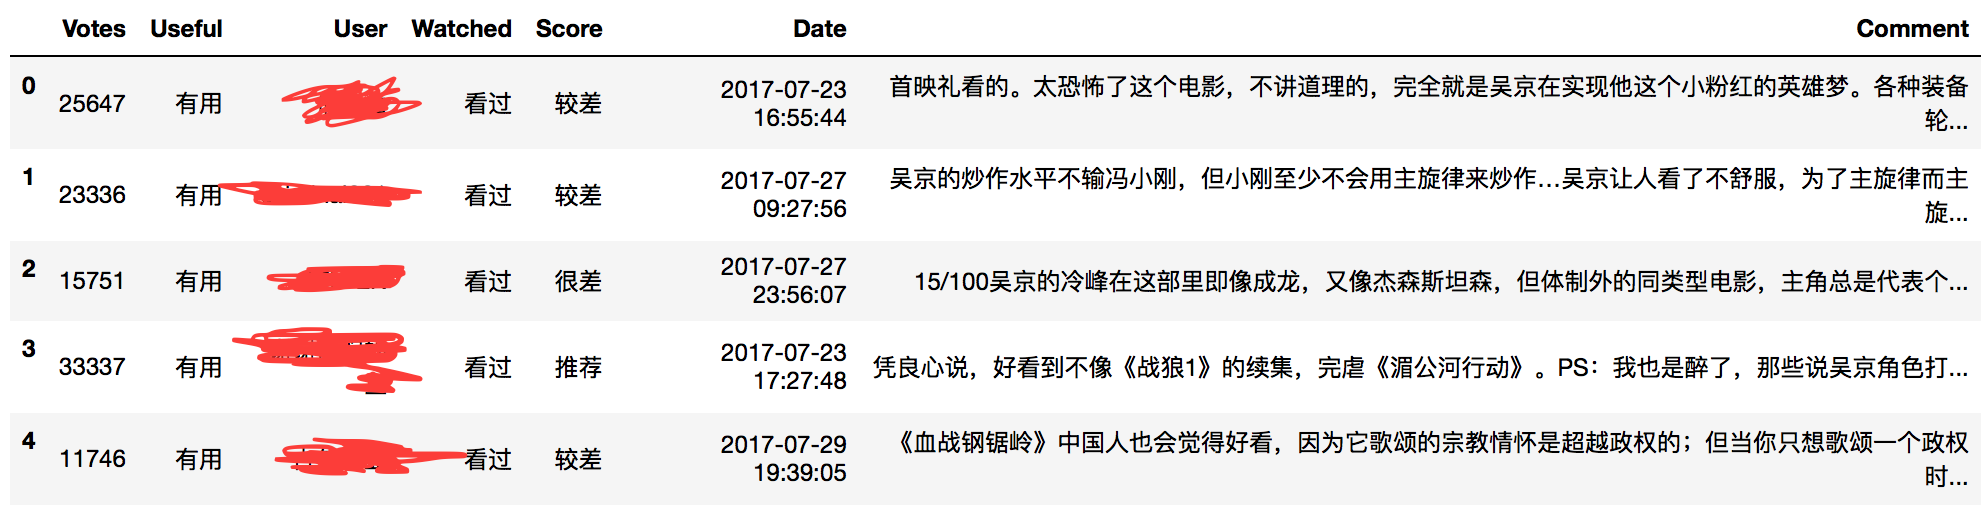 Votes Useful User Watched Score Date Comment
0 25647 有用 看过 较差 2017-07-23 16:55:44 首映礼看的。太恐怖了这个电影，不讲道理的，完全就是吴京在实现他这个小粉红的英雄梦。各种装备
轮...
1 23336 有用 看过 较差 2017-07-27 09:27:56 吴京的炒作水平不输冯小刚，但小刚至少不会用主旋律来炒作…吴京让人看了不舒服，为了主旋律而主
旋...
2 15751 有用 看过 很差 2017-07-27 23:56:07 15/100吴京的冷峰在这部里即像成龙，又像杰森斯坦森，但体制外的同类型电影，主角总是代表个...
3 33337 有用 看过 推荐 2017-07-23 17:27:48 凭良心说，好看到不像《战狼1》的续集，完虐《湄公河行动》。PS：我也是醉了，那些说吴京角色打...
4 11746 有用 看过 较差 2017-07-29 19:39:05 《血战钢锯岭》中国人也会觉得好看，因为它歌颂的宗教情怀是超越政权的；但当你只想歌颂一个政权
时...